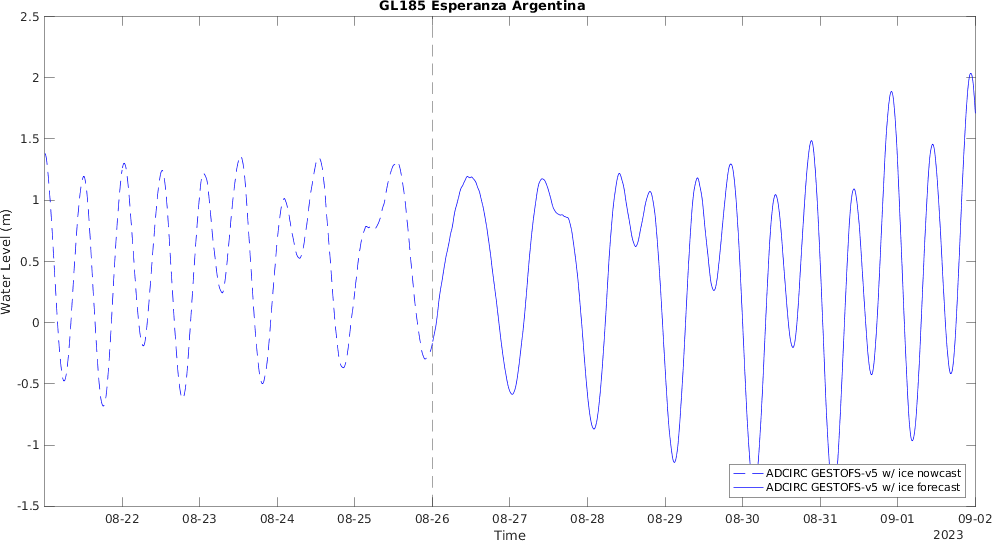 GL185 Esperanza Argentina
2.5
2
1.5
1
0.5
0
-0.5
-1
-1.5
Water Level (m)
ADCIRC GESTOFS-v5 w/ ice nowcast
ADCIRC GESTOFS-v5 w/ ice forecast
08-22 08-23 08-24 08-25 08-26 08-27 08-28 08-29 08-30 08-31 09-01 09-02
Time
2023